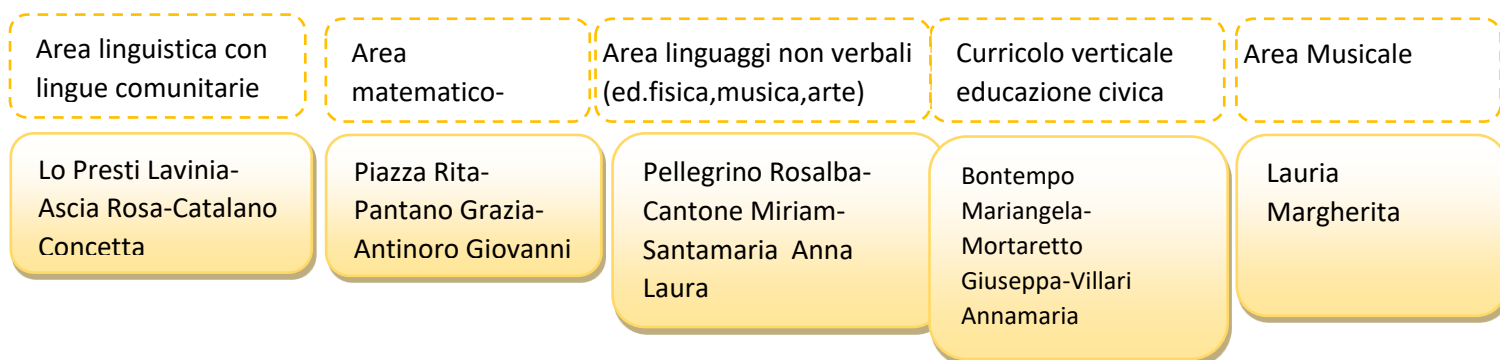 Area linguistica con
lingue comunitarie
Area
matematico-
Area linguaggi non verbali
(ed.fisica,musica,arte)
Curricolo verticale
educazione civica
Area Musicale
Lo Presti Lavinia-
Ascia Rosa-Catalano
Concetta
Piazza Rita-
Pantano Grazia-
Antinoro Giovanni
Pellegrino Rosalba-
Cantone Miriam-
Santamaria  Anna
Laura
Bontempo
Mariangela-
Mortaretto
Giuseppa-Villari
Annamaria
Lauria
Margherita